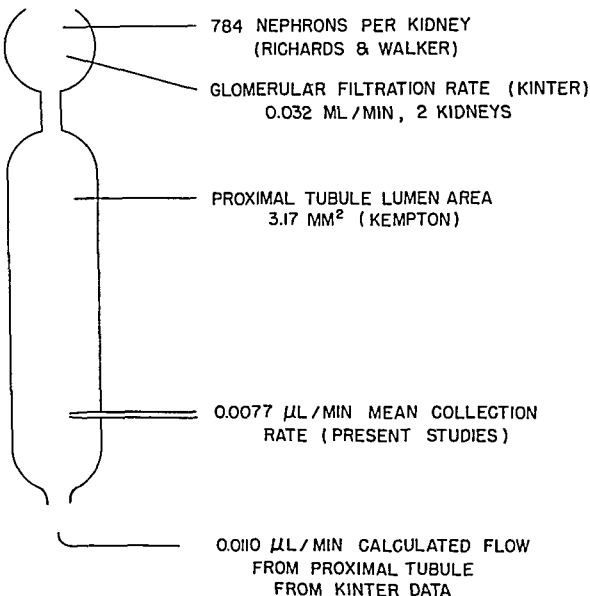 784 NEPHRONS PER KIDNEY
(RICHARDS & WALKER)
GLOMERULAR FILTRATION RATE (KINTER)
0.032 ML/MIN, 2 KIDNEYS
PROXIMAL TUBULE LUMEN AREA
3.17 MM² (KEMPTON)
0.0077 µL/MIN MEAN COLLECTION
RATE (PRESENT STUDIES)
0.0110 µL/MIN CALCULATED FLOW
FROM PROXIMAL TUBULE
FROM KINTER DATA